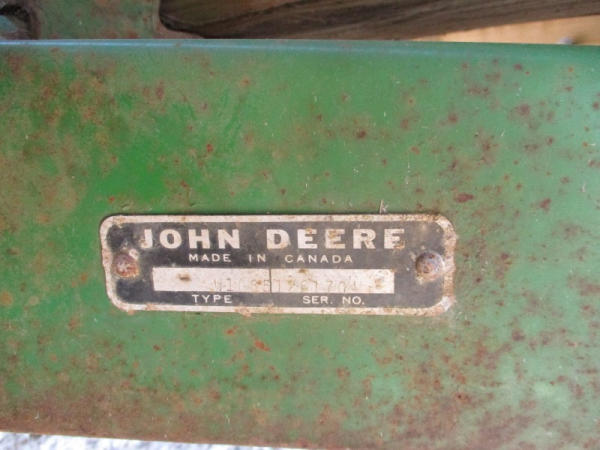 JOHN DEERE
MADE IN CANADA
TYPE SER. NO.